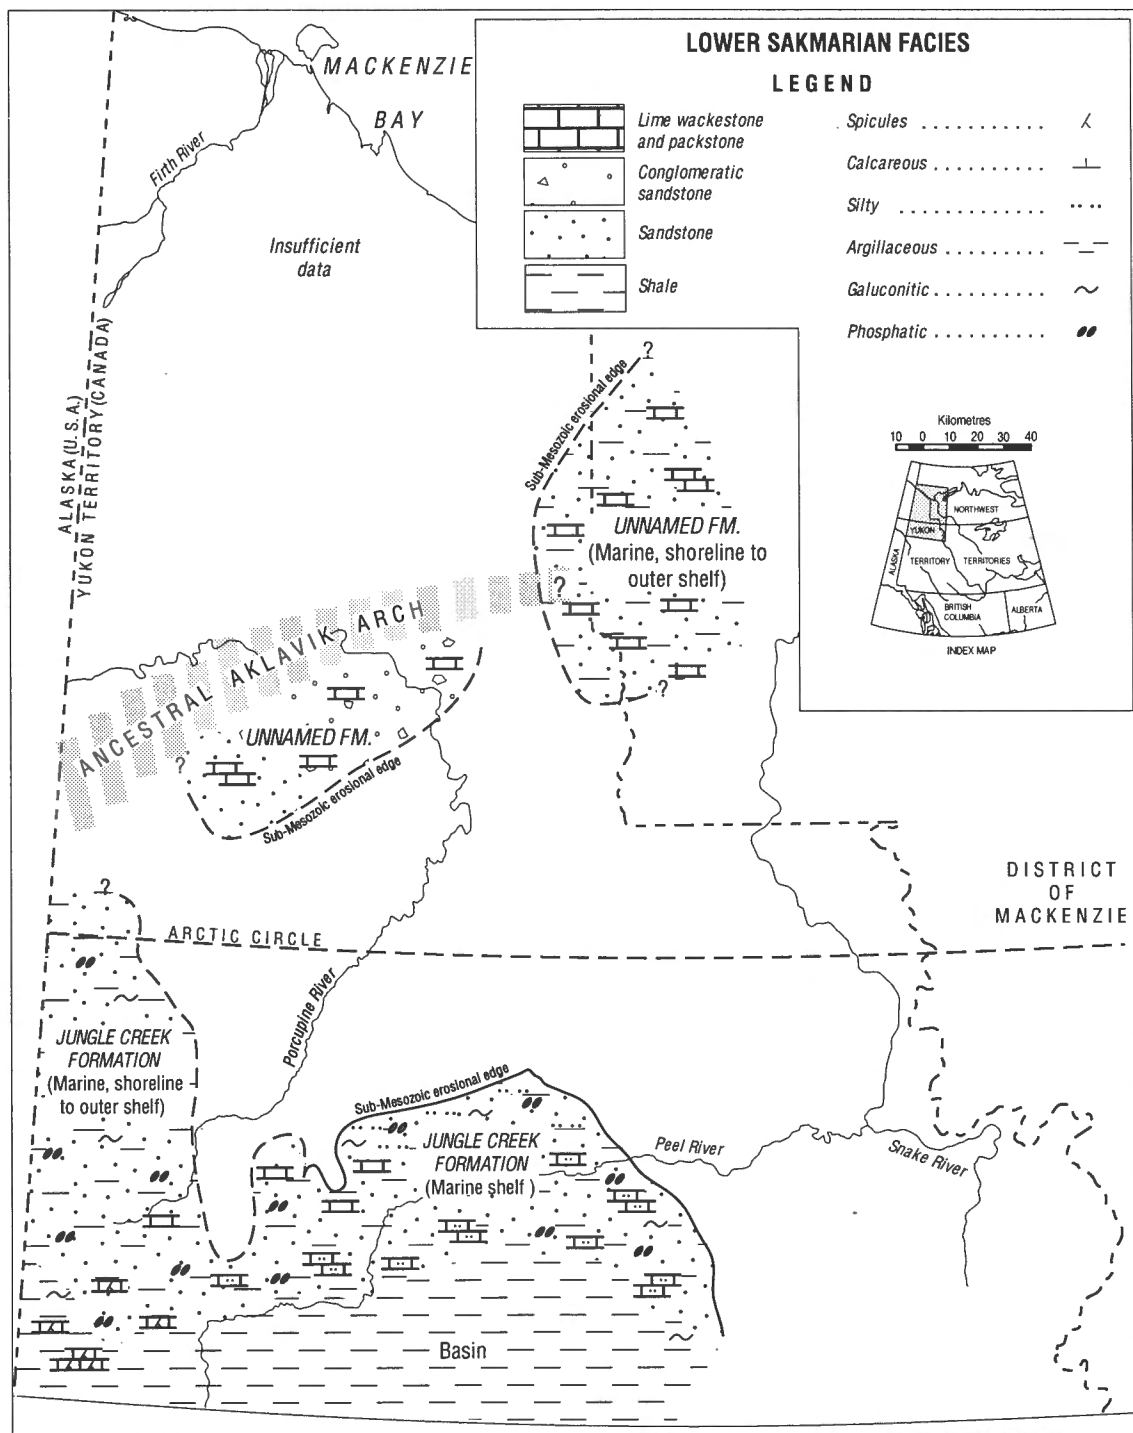 LOWER SAKMARIAN FACIES
LEGEND
Lime wackestone
and packstone
Conglomeratic
sandstone
Sandstone
Shale
Spicules . . . . . . . . . . .
Calcareous . . . . . . . . . .
Silty . . . . . . . . . . . .
Argillaceous . . . . . . . . .
Galuconitic . . . . . . . . . .
Phosphatic . . . . . . . . . .
Kilometres
10 0 10 20 30 40
NORTHWEST
YUKON
TERRITORY
TERRITORIES
ALASKA
BRITISH
COLUMBIA
ALBERTA
INDEX MAP
MACKENZIE
BAY
Firth River
Insufficient
data
ALASKA (U.S.A.)
YUKON TERRITORY (CANADA)
?
Sub-Mesozoic erosional edge
UNNAMED FM.
(Marine, shoreline to
outer shelf)
?
?
ANCESTRAL AKLAVIK ARCH
UNNAMED FM.
?
Sub-Mesozoic erosional edge
DISTRICT
OF
MACKENZIE
?
ARCTIC CIRCLE
Porcupine River
JUNGLE CREEK
FORMATION
(Marine, shoreline
to outer shelf)
Sub-Mesozoic erosional edge
JUNGLE CREEK
FORMATION
(Marine shelf)
Peel River
Snake River
Basin